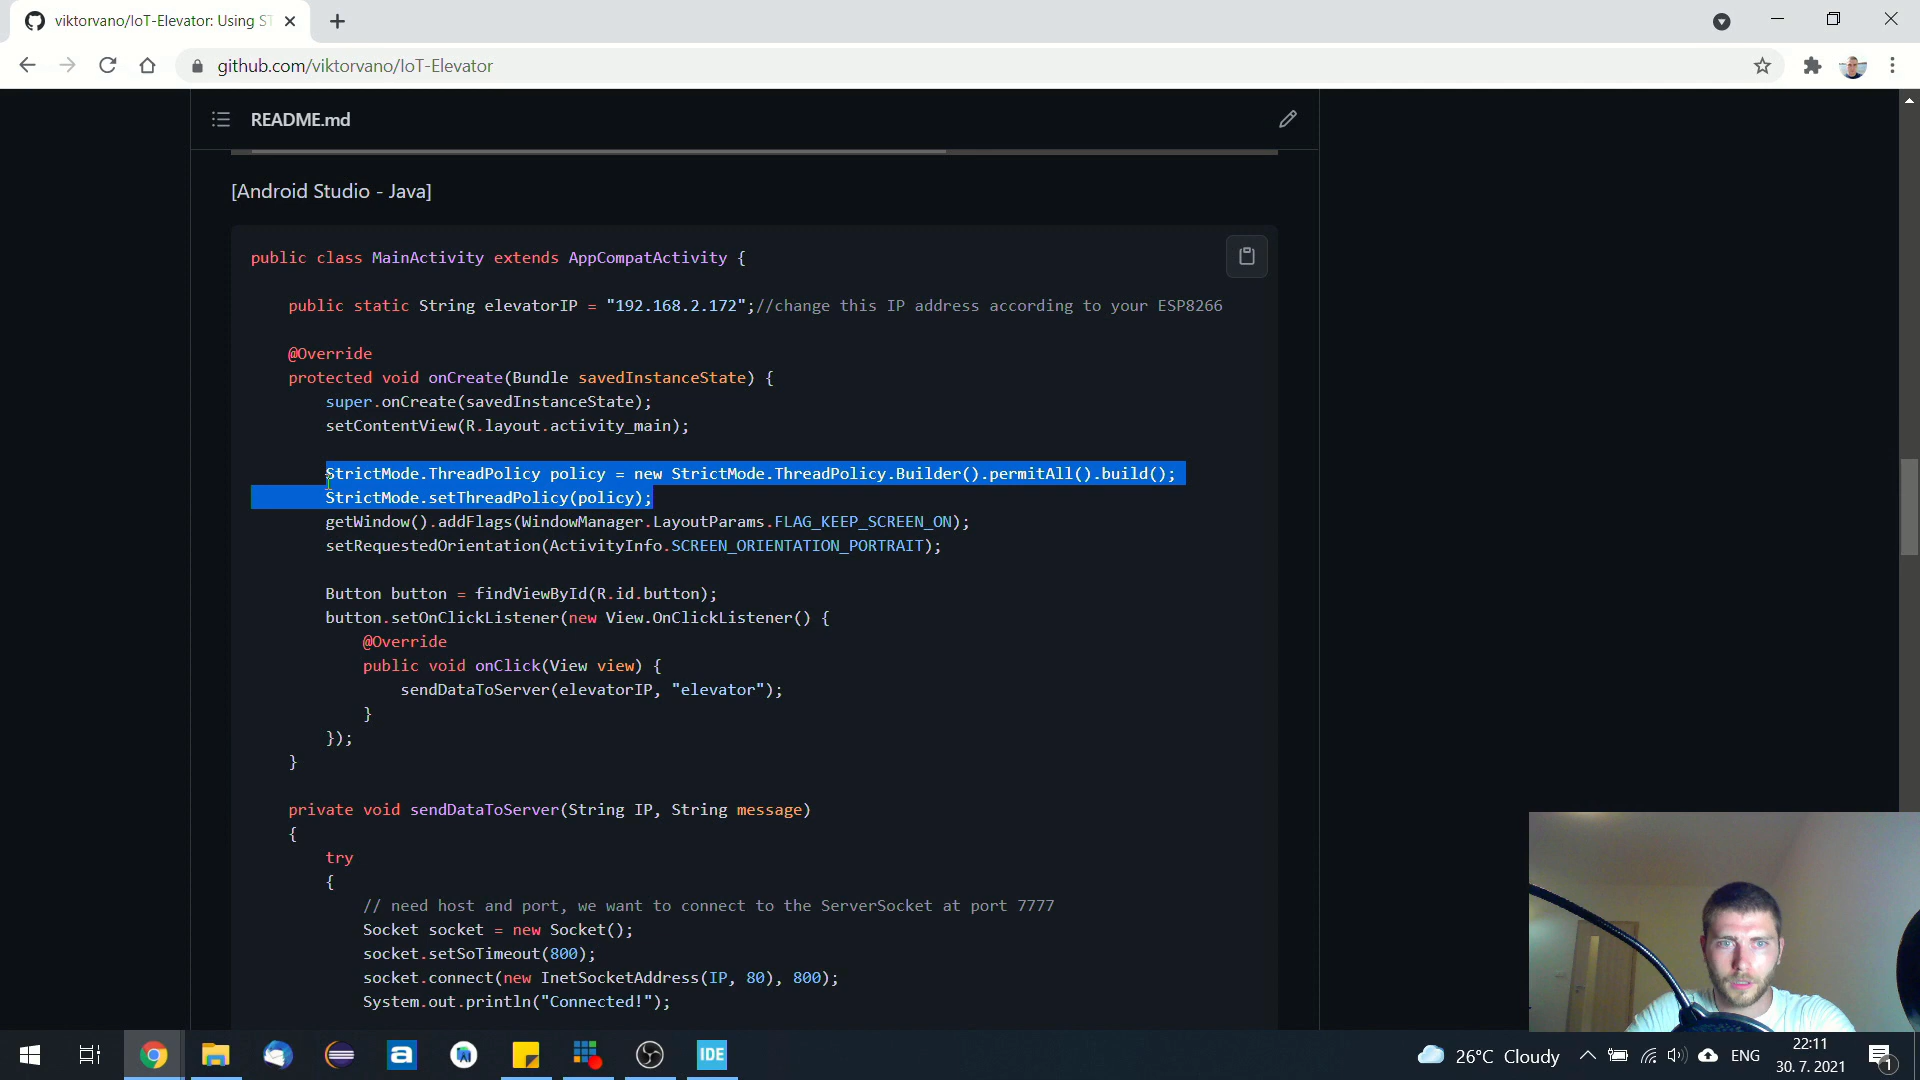 viktorvano/IoT-Elevator: Using ST
github.com/viktorvano/IoT-Elevator
README.md
[Android Studio - Java]
public class MainActivity extends AppCompatActivity {
public static String elevatorIP = "192.168.2.172";//change this IP address according to your ESP8266
@Override
protected void onCreate(Bundle savedInstanceState) {
super.onCreate(savedInstanceState);
setContentView(R.layout.activity_main);
StrictMode.ThreadPolicy policy = new StrictMode.ThreadPolicy.Builder().permitAll().build();
StrictMode.setThreadPolicy(policy);
getWindow().addFlags(WindowManager.LayoutParams.FLAG_KEEP_SCREEN_ON);
setRequestedOrientation(ActivityInfo.SCREEN_ORIENTATION_PORTRAIT);
Button button = findViewById(R.id.button);
button.setOnClickListener(new View.OnClickListener() {
@Override
public void onClick(View view) {
sendDataToServer(elevatorIP, "elevator");
}
});
}
private void sendDataToServer(String IP, String message)
{
try
{
// need host and port, we want to connect to the ServerSocket at port 7777
Socket socket = new Socket();
socket.setSoTimeout(800);
socket.connect(new InetSocketAddress(IP, 80), 800);
System.out.println("Connected!");
a
IDE
26°C Cloudy
ENG
22:11
30. 7. 2021
1